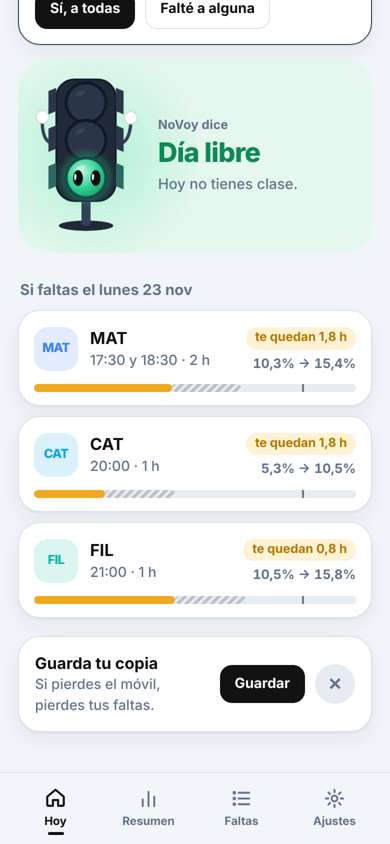 Sí, a todas
Falté a alguna
NoVoy dice
Día libre
Hoy no tienes clase.
Si faltas el lunes 23 nov
MAT
MAT
te quedan 1,8 h
17:30 y 18:30 · 2 h
10,3% → 15,4%
CAT
CAT
te quedan 1,8 h
20:00 · 1 h
5,3% → 10,5%
FIL
FIL
te quedan 0,8 h
21:00 · 1 h
10,5% → 15,8%
Guarda tu copia
Si pierdes el móvil,
pierdes tus faltas.
Guardar
Hoy
Resumen
Faltas
Ajustes